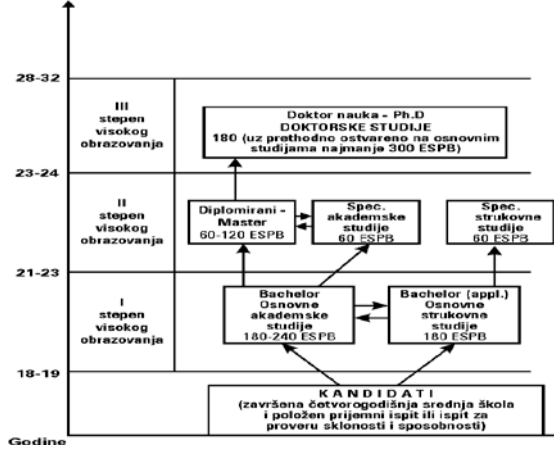 28-32
III
stepen
visokog
obrazovanja
Doktor nauka - Ph.D
DOKTORSKE STUDIJE
180 (uz prethodno ostvareno na osnovnim
studijama najmanje 300 ESPB)
23-24
II
stepen
visokog
obrazovanja
Diplomirani -
Master
60-120 ESPB
Spec.
akademske
studije
60 ESPB
Spec.
strukovne
studije
60 ESPB
21-23
I
stepen
visokog
obrazovanja
Bachelor
Osnovne
akademske
studije
180-240 ESPB
Bachelor (appl.)
Osnovne
strukovne
studije
180 ESPB
18-19
KANDIDATI
(završena četvorogodišnja srednja škola
i položen prijemni ispit ili ispit za
proveru sklonosti i sposobnosti)
Godine